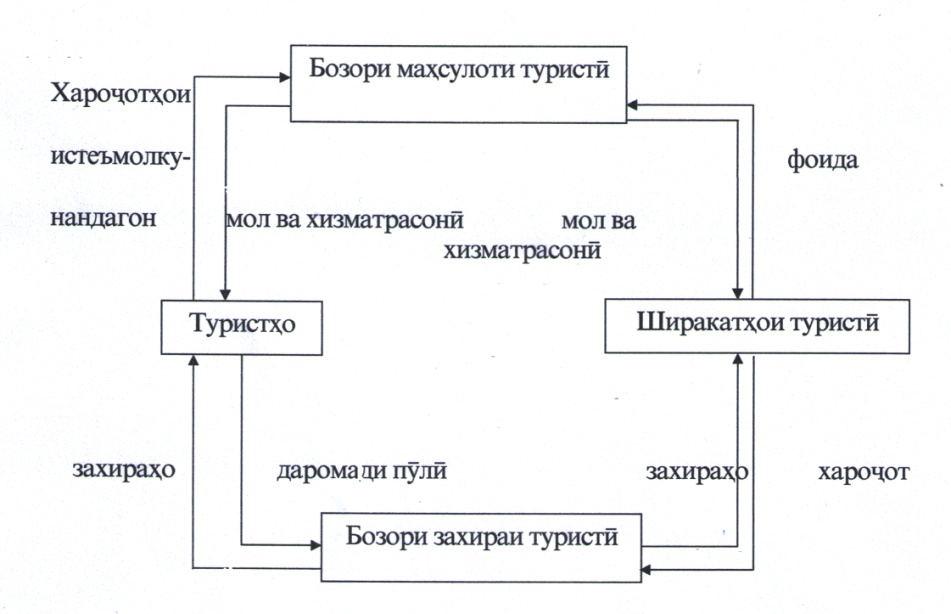 Бозори маҳсулоти туристӣ
Хароҷотҳои
истеъмолку-
нандагон
фоида
мол ва хизматрасонӣ
мол ва
хизматрасонӣ
Туристҳо
Ширакатҳои туристӣ
захираҳо
даромади пӯлӣ
захираҳо
хароҷот
Бозори захираи туристӣ